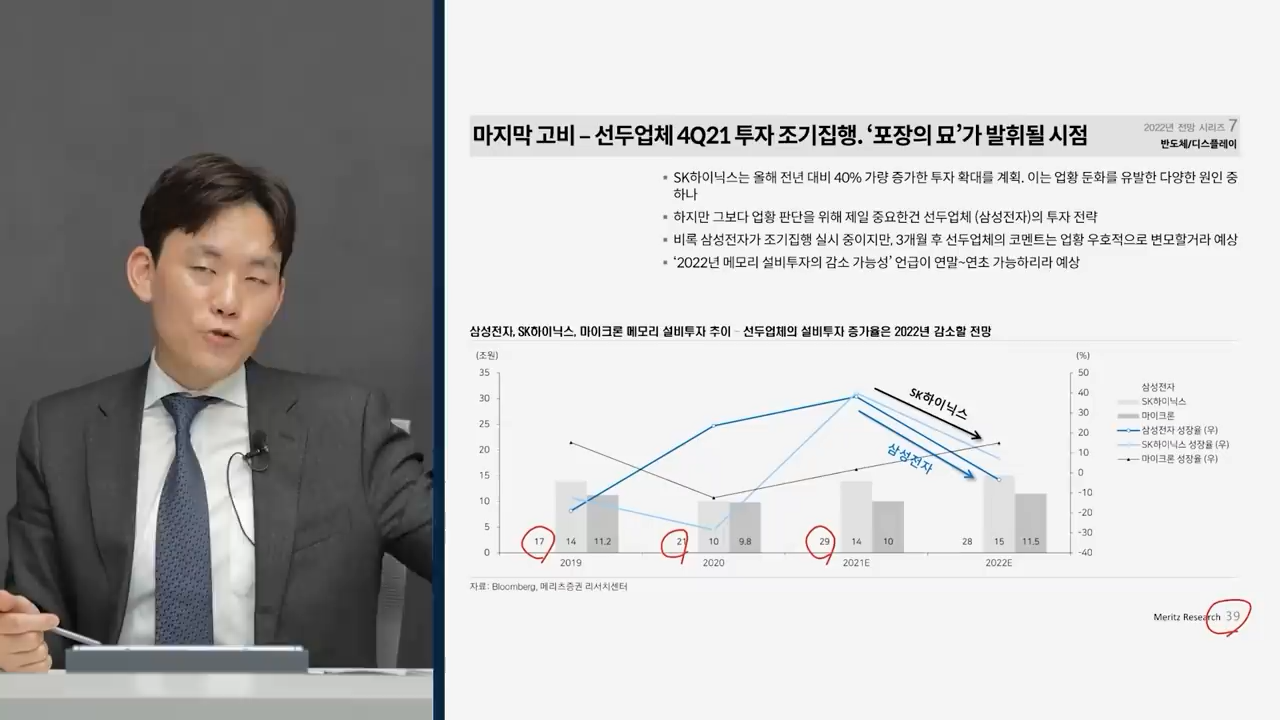 마지막 고비 – 선두업체 4Q21 투자 조기집행. ‘포장의 묘’가 발휘될 시점
2022년 전망 시리즈 7
반도체/디스플레이
▪ SK하이닉스는 올해 전년 대비 40% 가량 증가한 투자 확대를 계획. 이는 업황 둔화를 유발한 다양한 원인 중
하나
▪ 하지만 그보다 업황 판단을 위해 제일 중요한건 선두업체 (삼성전자)의 투자 전략
▪ 비록 삼성전자가 조기집행 실시 중이지만, 3개월 후 선두업체의 코멘트는 업황 우호적으로 변모할거라 예상
▪ ‘2022년 메모리 설비투자의 감소 가능성’ 언급이 연말~연초 가능하리라 예상
삼성전자, SK하이닉스, 마이크론 메모리 설비투자 추이 – 선두업체의 설비투자 증가율은 2022년 감소할 전망
(조원)
(%)
35
30
25
20
15
10
5
0
50
40
30
20
10
0
-10
-20
-30
-40
SK하이닉스
삼성전자
17 14 11.2
21 10 9.8
29 14 10
28 15 11.5
2019 2020 2021E 2022E
삼성전자
SK하이닉스
마이크론
삼성전자 성장율 (우)
SK하이닉스 성장율 (우)
마이크론 성장율 (우)
자료: Bloomberg, 메리츠증권 리서치센터
Meritz Research 39